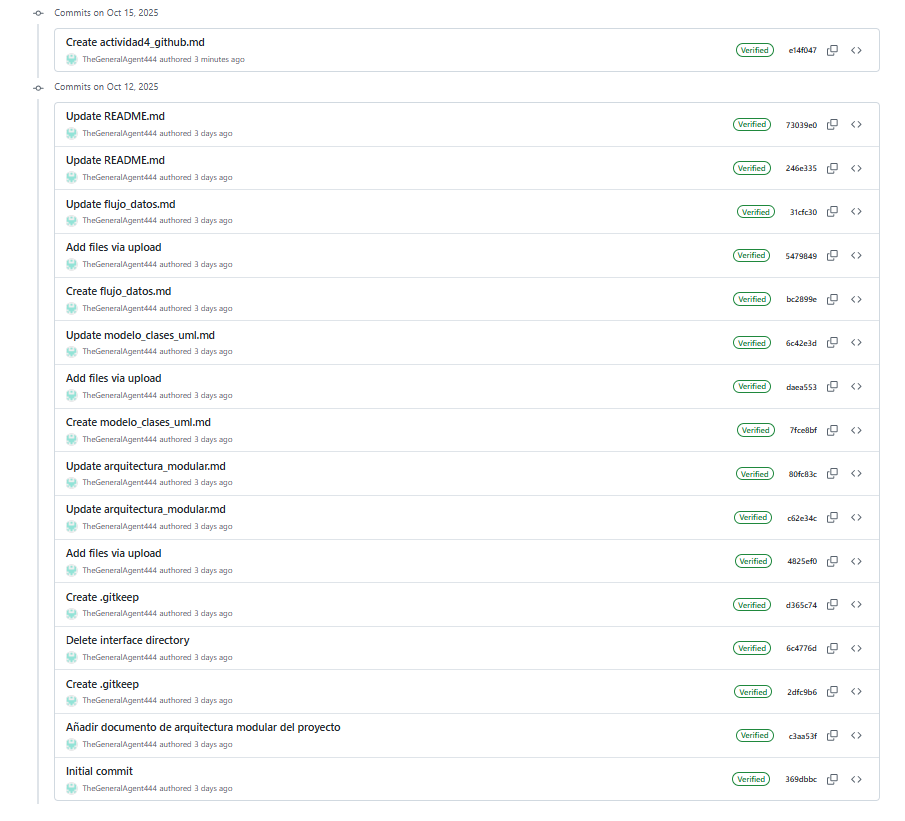 Commits on Oct 15, 2025
Create actividad4_github.md
TheGeneralAgent444 authored 3 minutes ago
Verified e14f047
Commits on Oct 12, 2025
Update README.md
TheGeneralAgent444 authored 3 days ago
Verified 73039e0
Update README.md
TheGeneralAgent444 authored 3 days ago
Verified 246e335
Update flujo_datos.md
TheGeneralAgent444 authored 3 days ago
Verified 31cfc30
Add files via upload
TheGeneralAgent444 authored 3 days ago
Verified 5479849
Create flujo_datos.md
TheGeneralAgent444 authored 3 days ago
Verified bc2899e
Update modelo_clases_uml.md
TheGeneralAgent444 authored 3 days ago
Verified 6c42e3d
Add files via upload
TheGeneralAgent444 authored 3 days ago
Verified daea553
Create modelo_clases_uml.md
TheGeneralAgent444 authored 3 days ago
Verified 7fce8bf
Update arquitectura_modular.md
TheGeneralAgent444 authored 3 days ago
Verified 80fc83c
Update arquitectura_modular.md
TheGeneralAgent444 authored 3 days ago
Verified c62e34c
Add files via upload
TheGeneralAgent444 authored 3 days ago
Verified 4825ef0
Create .gitkeep
TheGeneralAgent444 authored 3 days ago
Verified d365c74
Delete interface directory
TheGeneralAgent444 authored 3 days ago
Verified 6c4776d
Create .gitkeep
TheGeneralAgent444 authored 3 days ago
Verified 2dfc9b6
Añadir documento de arquitectura modular del proyecto
TheGeneralAgent444 authored 3 days ago
Verified c3aa53f
Initial commit
TheGeneralAgent444 authored 3 days ago
Verified 369dbbc